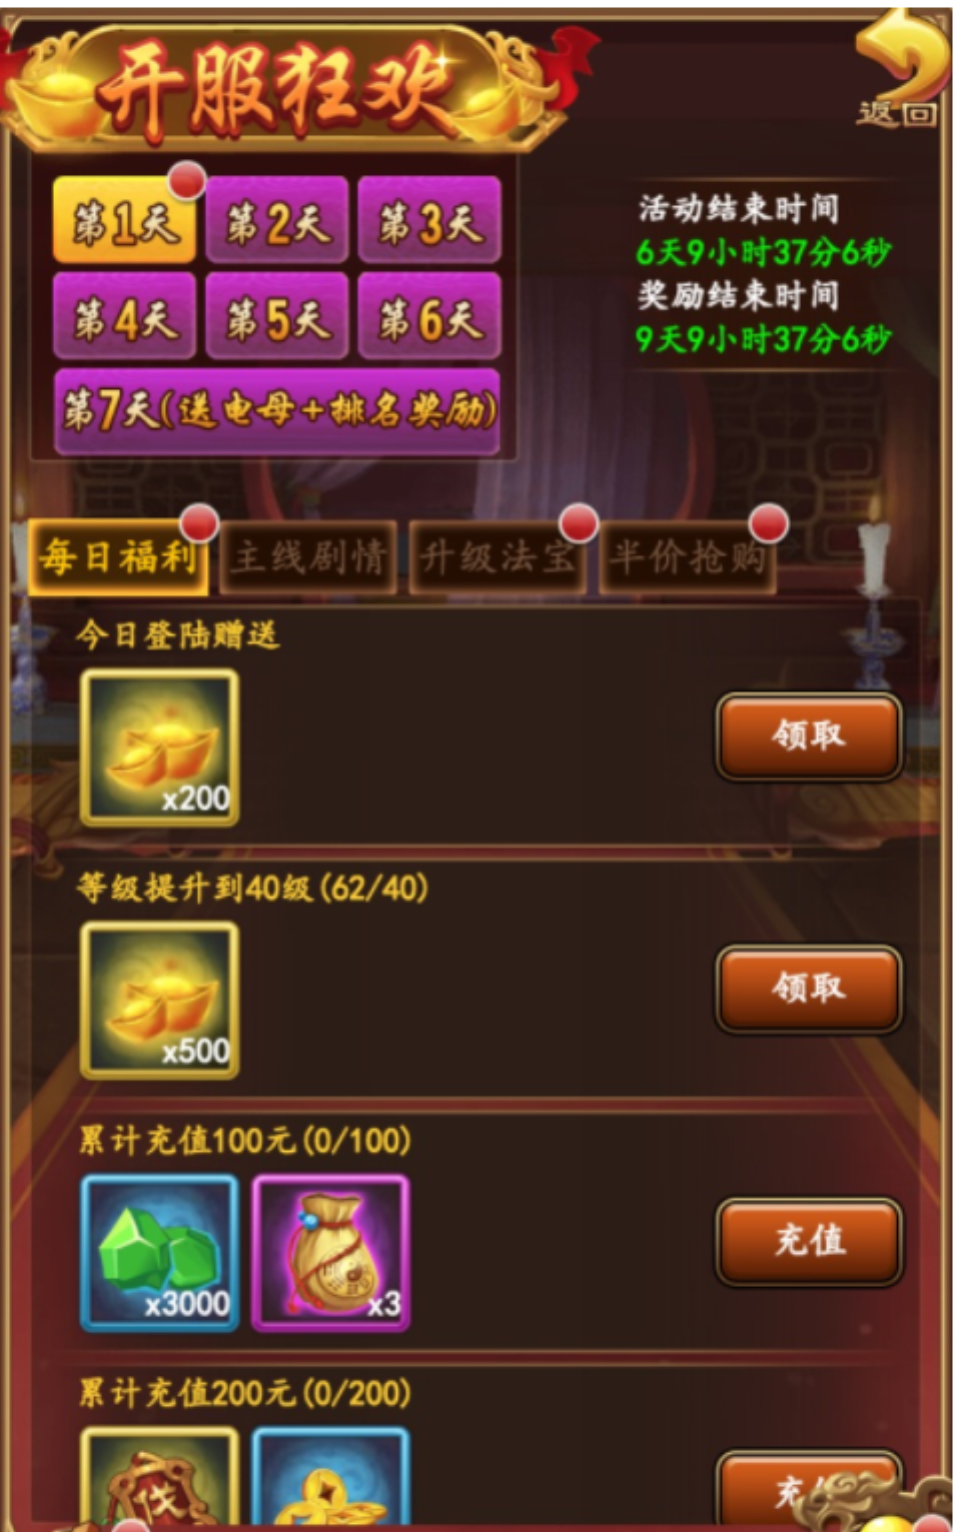 开服狂欢
返回
第1天
第2天
第3天
第4天
第5天
第6天
第7天(送电母+排名奖励)
活动结束时间
6天9小时37分6秒
奖励结束时间
9天9小时37分6秒
每日福利
主线剧情
升级法宝
半价抢购
今日登陆赠送
x200
领取
等级提升到40级(62/40)
x500
领取
累计充值100元(0/100)
x3000
x3
充值
累计充值200元(0/200)
伐
充值